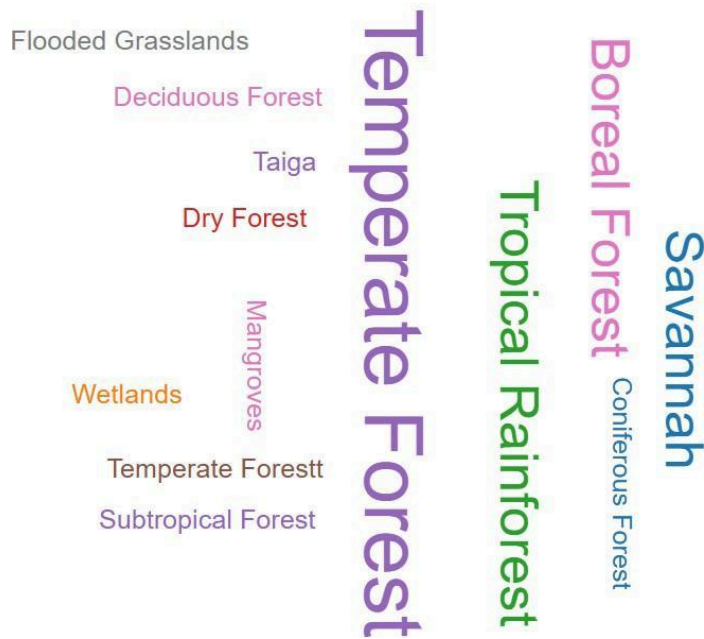 Flooded Grasslands
Deciduous Forest
Taiga
Dry Forest
Mangroves
Wetlands
Temperate Forestt
Subtropical Forest
Temperate Forest
Tropical Rainforest
Boreal Forest
Coniferous Forest
Savannah